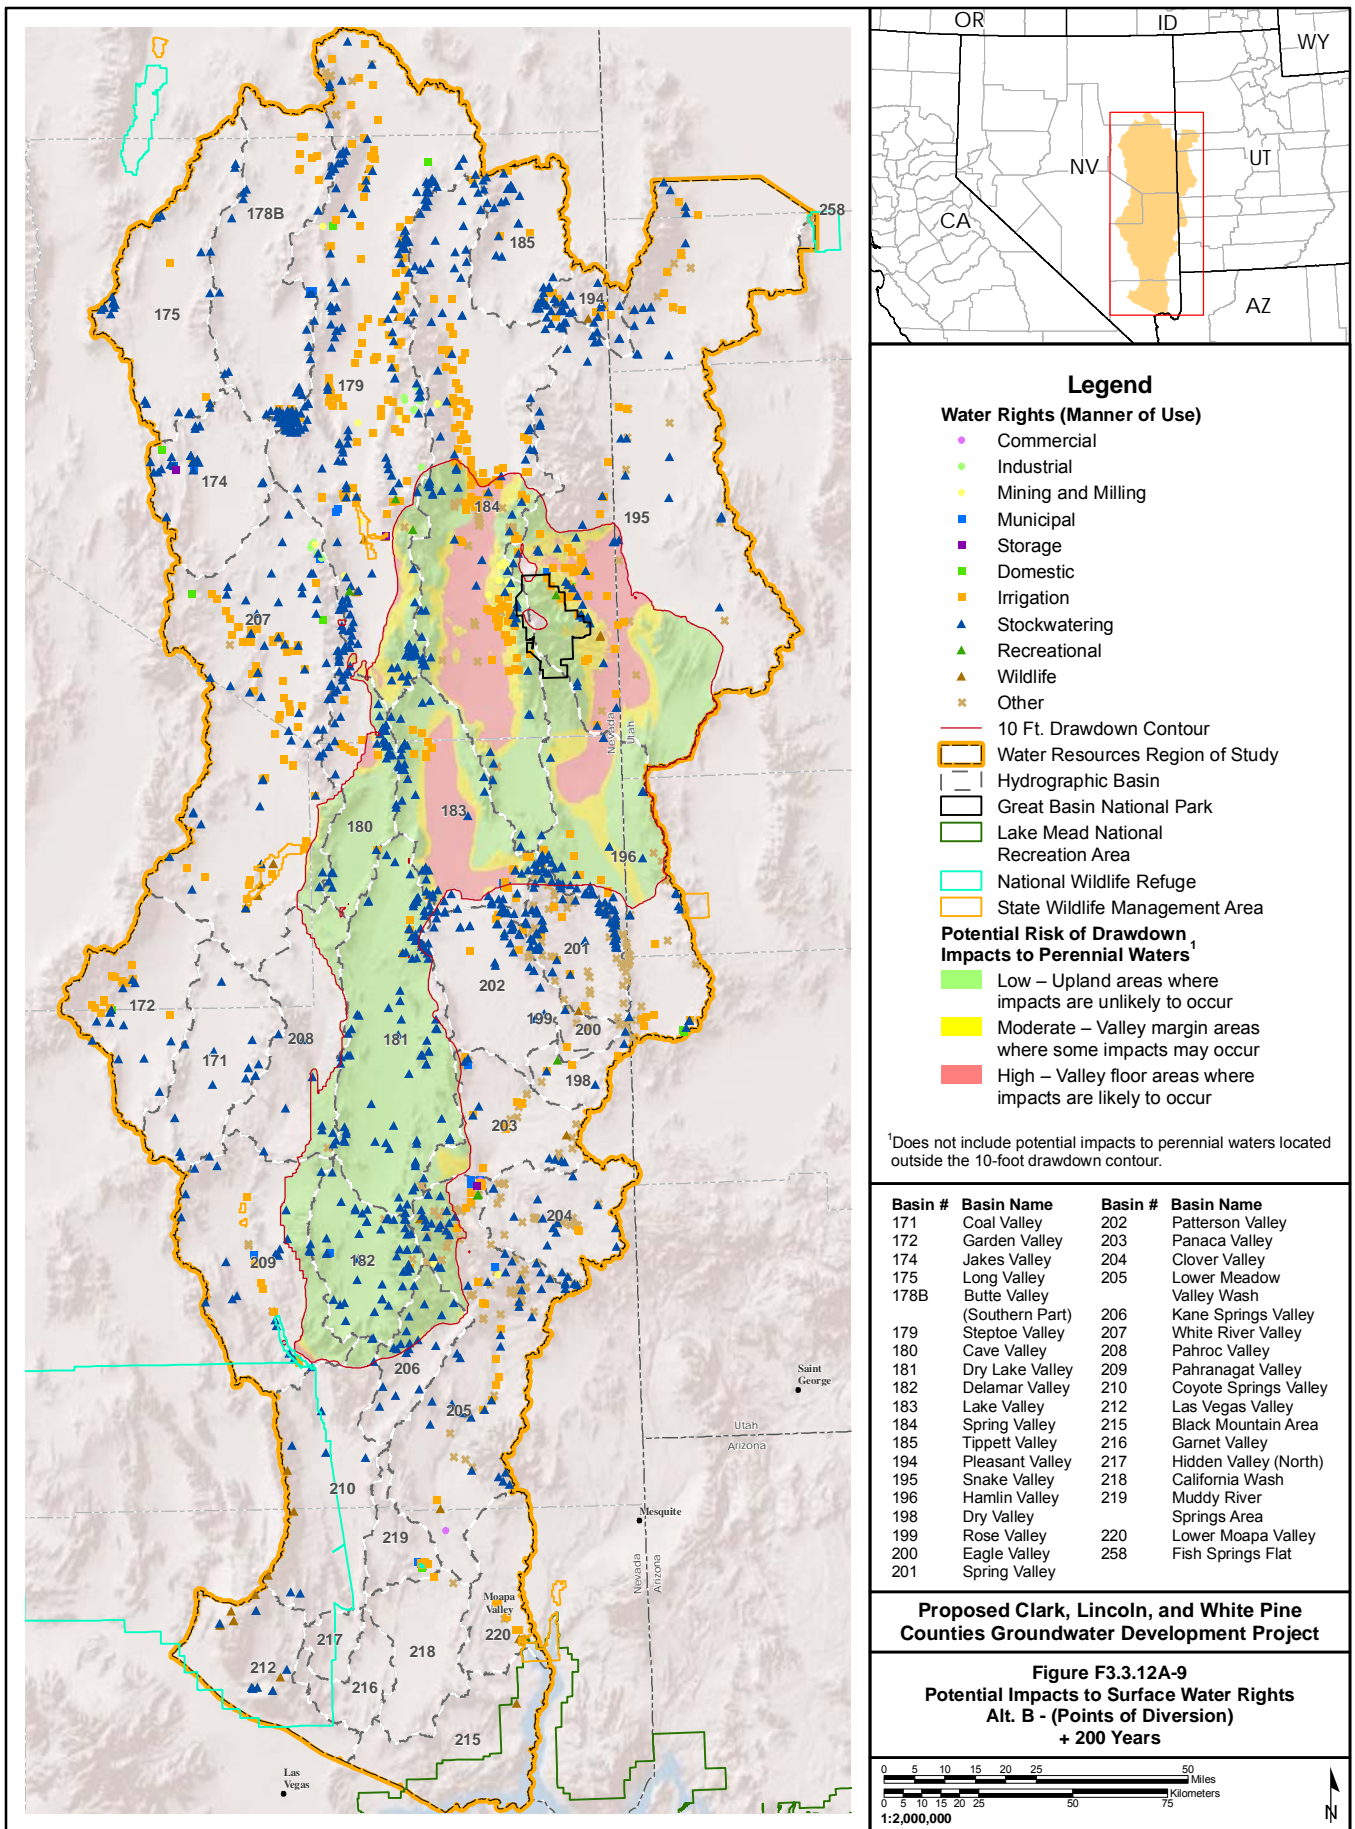 OR
ID
WY
NV
UT
CA
AZ
258
178B
185
194
175
179
174
184
195
207
Nevada
Utah
183
180
196
201
202
172
199
200
208
181
171
198
203
204
209
182
206
205
Saint
George
Utah
Arizona
210
Mesquite
219
Nevada
Arizona
Moapa
Valley
220
217
218
212
216
215
Las
Vegas
Legend
Water Rights (Manner of Use)
Commercial
Industrial
Mining and Milling
Municipal
Storage
Domestic
Irrigation
Stockwatering
Recreational
Wildlife
Other
10 Ft. Drawdown Contour
Water Resources Region of Study
Hydrographic Basin
Great Basin National Park
Lake Mead National
Recreation Area
National Wildlife Refuge
State Wildlife Management Area
Potential Risk of Drawdown
Impacts to Perennial Waters 1
Low – Upland areas where
impacts are unlikely to occur
Moderate – Valley margin areas
where some impacts may occur
High – Valley floor areas where
impacts are likely to occur
1Does not include potential impacts to perennial waters located
outside the 10-foot drawdown contour.
Basin # Basin Name Basin # Basin Name
171 Coal Valley 202 Patterson Valley
172 Garden Valley 203 Panaca Valley
174 Jakes Valley 204 Clover Valley
175 Long Valley 205 Lower Meadow
178B Butte Valley Valley Wash
(Southern Part) 206 Kane Springs Valley
179 Steptoe Valley 207 White River Valley
180 Cave Valley 208 Pahroc Valley
181 Dry Lake Valley 209 Pahranagat Valley
182 Delamar Valley 210 Coyote Springs Valley
183 Lake Valley 212 Las Vegas Valley
184 Spring Valley 215 Black Mountain Area
185 Tippett Valley 216 Garnet Valley
194 Pleasant Valley 217 Hidden Valley (North)
195 Snake Valley 218 California Wash
196 Hamlin Valley 219 Muddy River
198 Dry Valley Springs Area
199 Rose Valley 220 Lower Moapa Valley
200 Eagle Valley 258 Fish Springs Flat
201 Spring Valley
Proposed Clark, Lincoln, and White Pine
Counties Groundwater Development Project
Figure F3.3.12A-9
Potential Impacts to Surface Water Rights
Alt. B - (Points of Diversion)
+ 200 Years
0 5 10 15 20 25 50
Miles
Kilometers
0 5 10 15 20 25 50 75
1:2,000,000
N